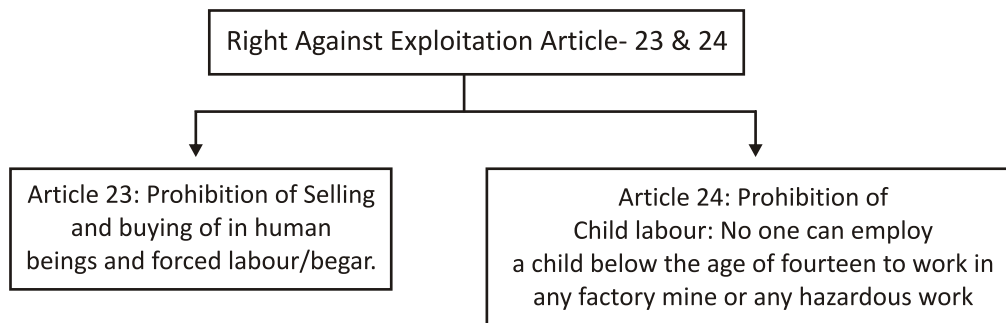 Right Against Exploitation Article- 23 & 24
Article 23: Prohibition of Selling
and buying of in human
beings and forced labour/begar.
Article 24: Prohibition of
Child labour: No one can employ
a child below the age of fourteen to work in
any factory mine or any hazardous work